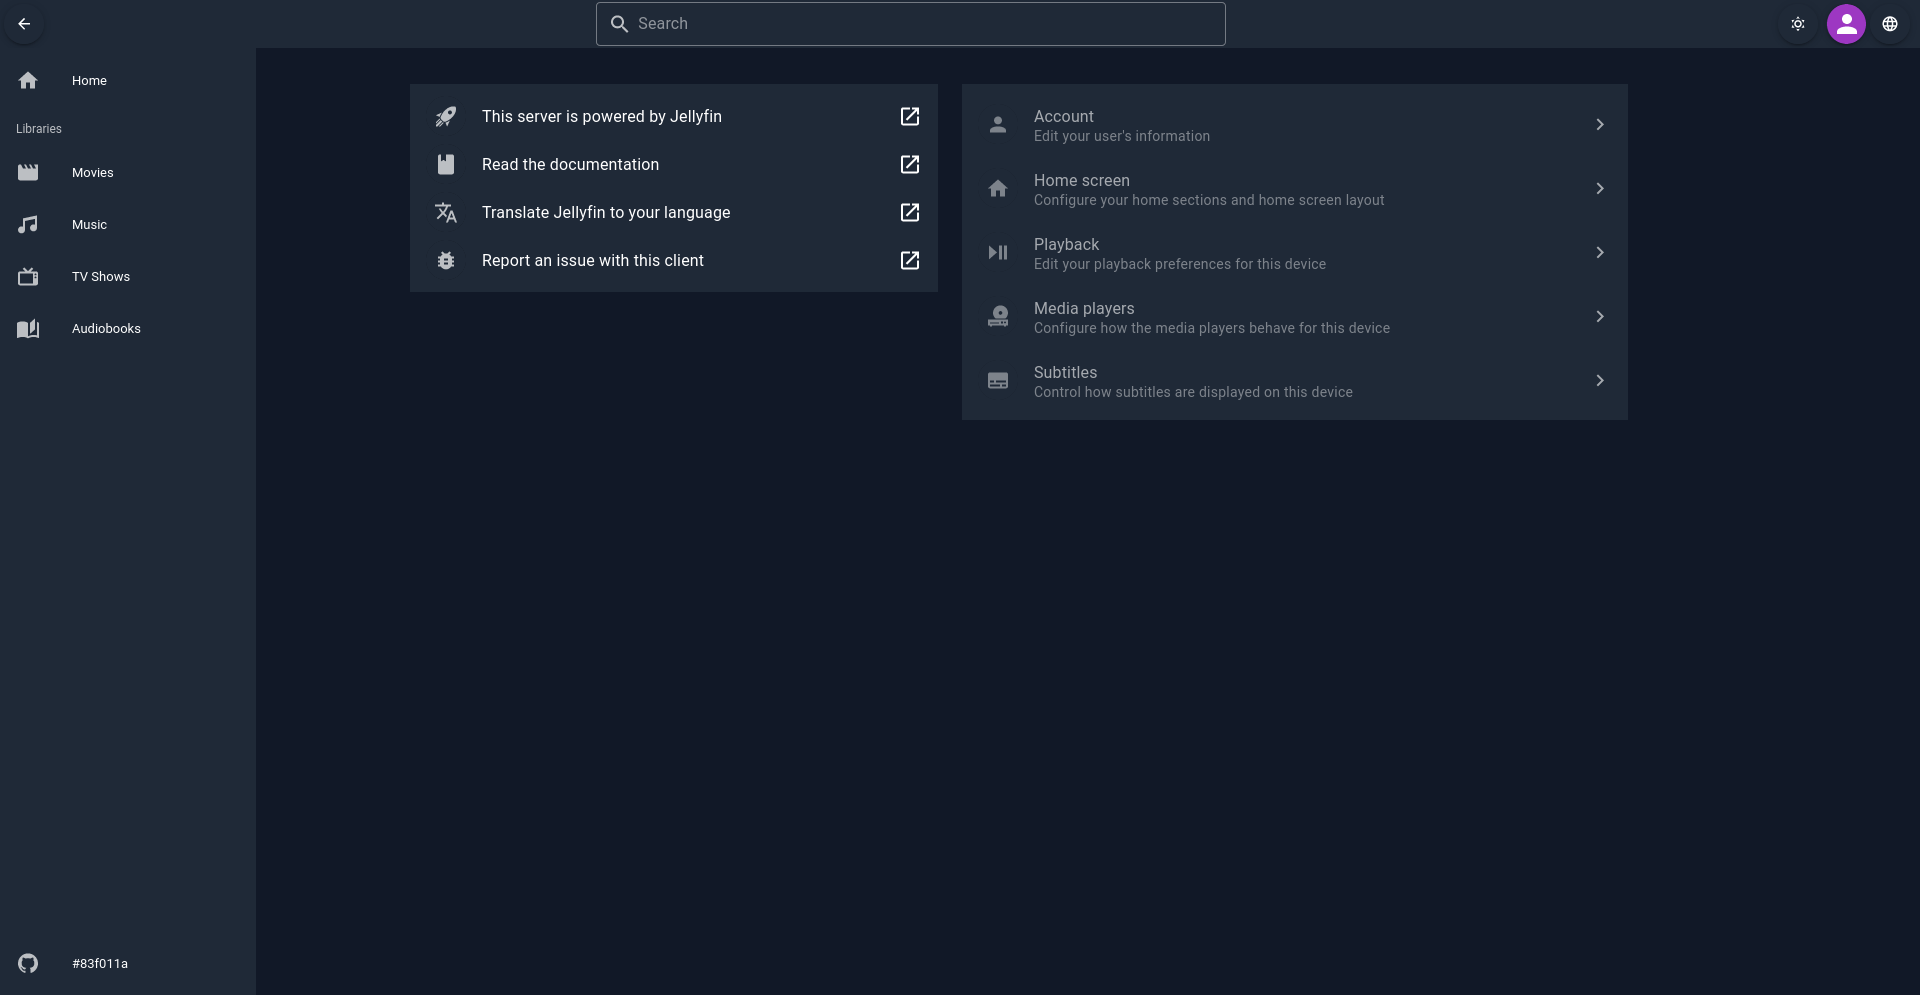 Search
Home
Libraries
Movies
Music
TV Shows
Audiobooks
#83f011a
This server is powered by Jellyfin
Read the documentation
Translate Jellyfin to your language
Report an issue with this client
Account
Edit your user's information
Home screen
Configure your home sections and home screen layout
Playback
Edit your playback preferences for this device
Media players
Configure how the media players behave for this device
Subtitles
Control how subtitles are displayed on this device